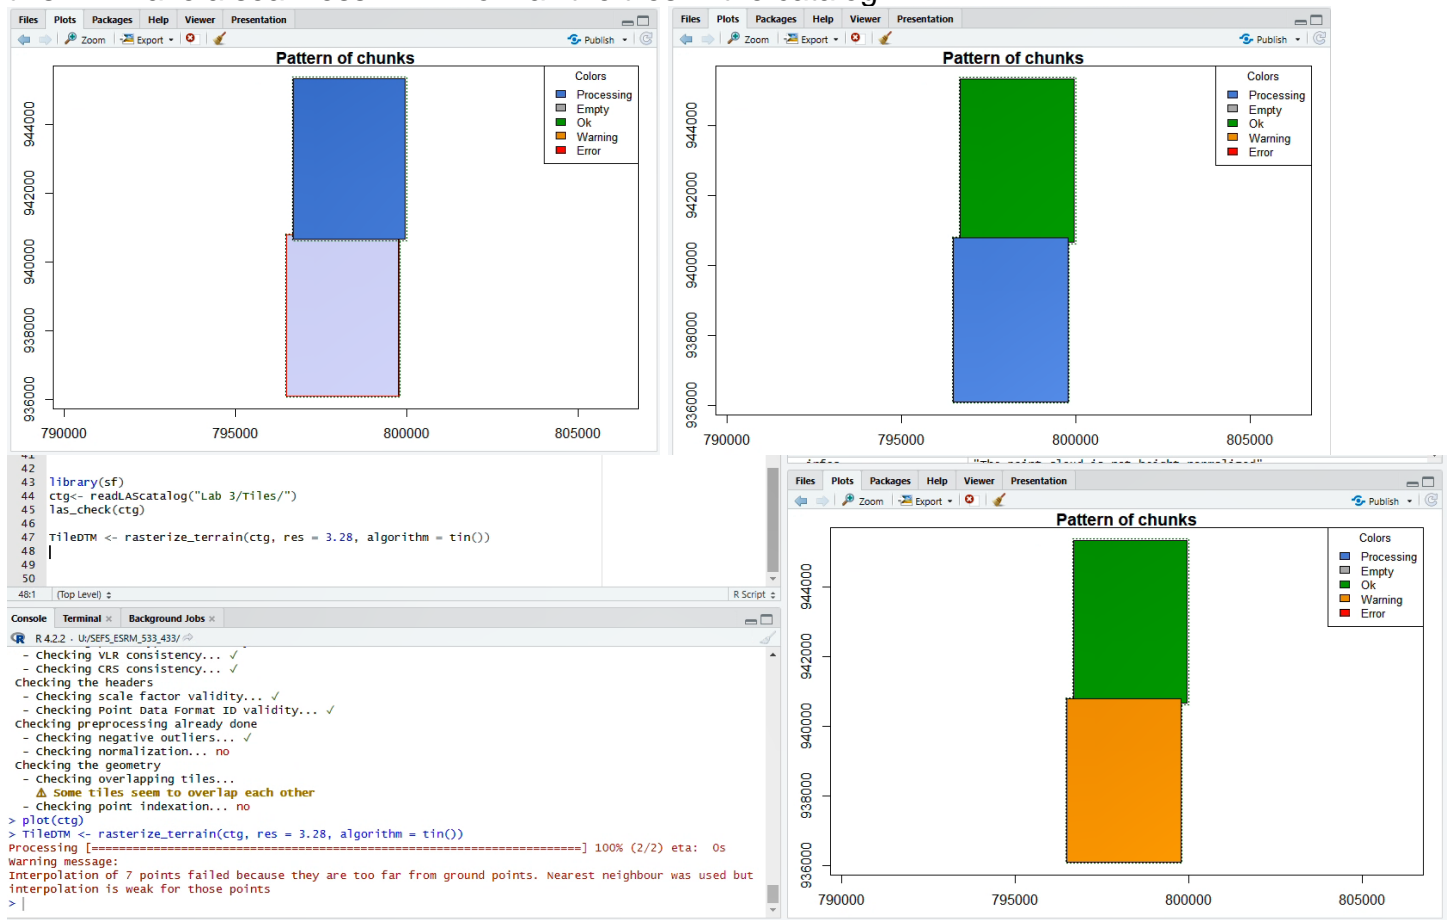 Files Plots Packages Help Viewer Presentation
Zoom Export Publish
Pattern of chunks
Colors
Processing
Empty
Ok
Warning
Error
944000
942000
940000
938000
936000
790000 795000 800000 805000
Files Plots Packages Help Viewer Presentation
Zoom Export Publish
Pattern of chunks
Colors
Processing
Empty
Ok
Warning
Error
944000
942000
940000
938000
936000
790000 795000 800000 805000
41
42
43 library(sf)
44 ctg<- readLAScatalog("Lab 3/Tiles/")
45 las_check(ctg)
46
47 TileDTM <- rasterize_terrain(ctg, res = 3.28, algorithm = tin())
48
49
50
48:1 (Top Level) R Script
Console Terminal × Background Jobs ×
R R 4.2.2 · U:/SEFS_ESRM_533_433/
- Checking VLR consistency... ✓
- Checking CRS consistency... ✓
Checking the headers
- Checking scale factor validity... ✓
- Checking Point Data Format ID validity... ✓
Checking preprocessing already done
- Checking negative outliers... ✓
- Checking normalization... no
Checking the geometry
- Checking overlapping tiles...
⚠ Some tiles seem to overlap each other
- Checking point indexation... no
> plot(ctg)
> TileDTM <- rasterize_terrain(ctg, res = 3.28, algorithm = tin())
Processing [=======================================================================] 100% (2/2) eta: 0s
Warning message:
Interpolation of 7 points failed because they are too far from ground points. Nearest neighbour was used but
interpolation is weak for those points
>
"The point cloud is not height normalized"
Files Plots Packages Help Viewer Presentation
Zoom Export Publish
Pattern of chunks
Colors
Processing
Empty
Ok
Warning
Error
944000
942000
940000
938000
936000
790000 795000 800000 805000